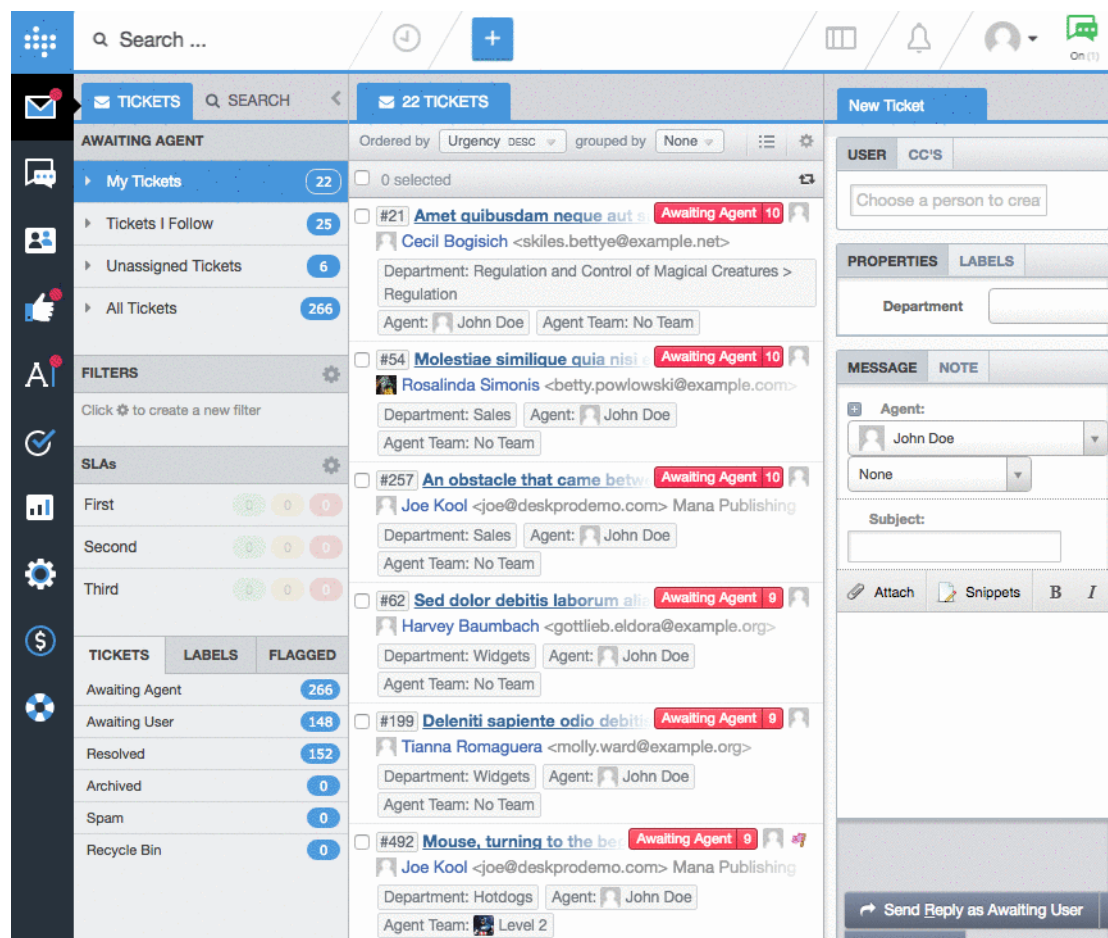 Search ...
+
On (1)
TICKETS
SEARCH
AWAITING AGENT
My Tickets 22
Tickets I Follow 25
Unassigned Tickets 6
All Tickets 266
FILTERS
Click to create a new filter
SLAs
First 0 0 0
Second 0 0 0
Third 0 0 0
TICKETS LABELS FLAGGED
Awaiting Agent 266
Awaiting User 148
Resolved 152
Archived 0
Spam 0
Recycle Bin 0
22 TICKETS
Ordered by Urgency DESC grouped by None
0 selected
#21 Amet quibusdam neque aut Awaiting Agent 10
Cecil Bogisich <skiles.bettye@example.net>
Department: Regulation and Control of Magical Creatures >
Regulation
Agent: John Doe Agent Team: No Team
#54 Molestiae similique quia nisi Awaiting Agent 10
Rosalinda Simonis <betty.powlowski@example.com>
Department: Sales Agent: John Doe
Agent Team: No Team
#257 An obstacle that came betw Awaiting Agent 10
Joe Kool <joe@deskprodemo.com> Mana Publishing
Department: Sales Agent: John Doe
Agent Team: No Team
#62 Sed dolor debitis laborum ali Awaiting Agent 9
Harvey Baumbach <gottlieb.eldora@example.org>
Department: Widgets Agent: John Doe
Agent Team: No Team
#199 Deleniti sapiente odio debiti Awaiting Agent 9
Tianna Romaguera <molly.ward@example.org>
Department: Widgets Agent: John Doe
Agent Team: No Team
#492 Mouse, turning to the be Awaiting Agent 9
Joe Kool <joe@deskprodemo.com> Mana Publishing
Department: Hotdogs Agent: John Doe
Agent Team: Level 2
New Ticket
USER CC'S
Choose a person to crea
PROPERTIES LABELS
Department
MESSAGE NOTE
Agent:
John Doe
None
Subject:
Attach Snippets B I
Send Reply as Awaiting User